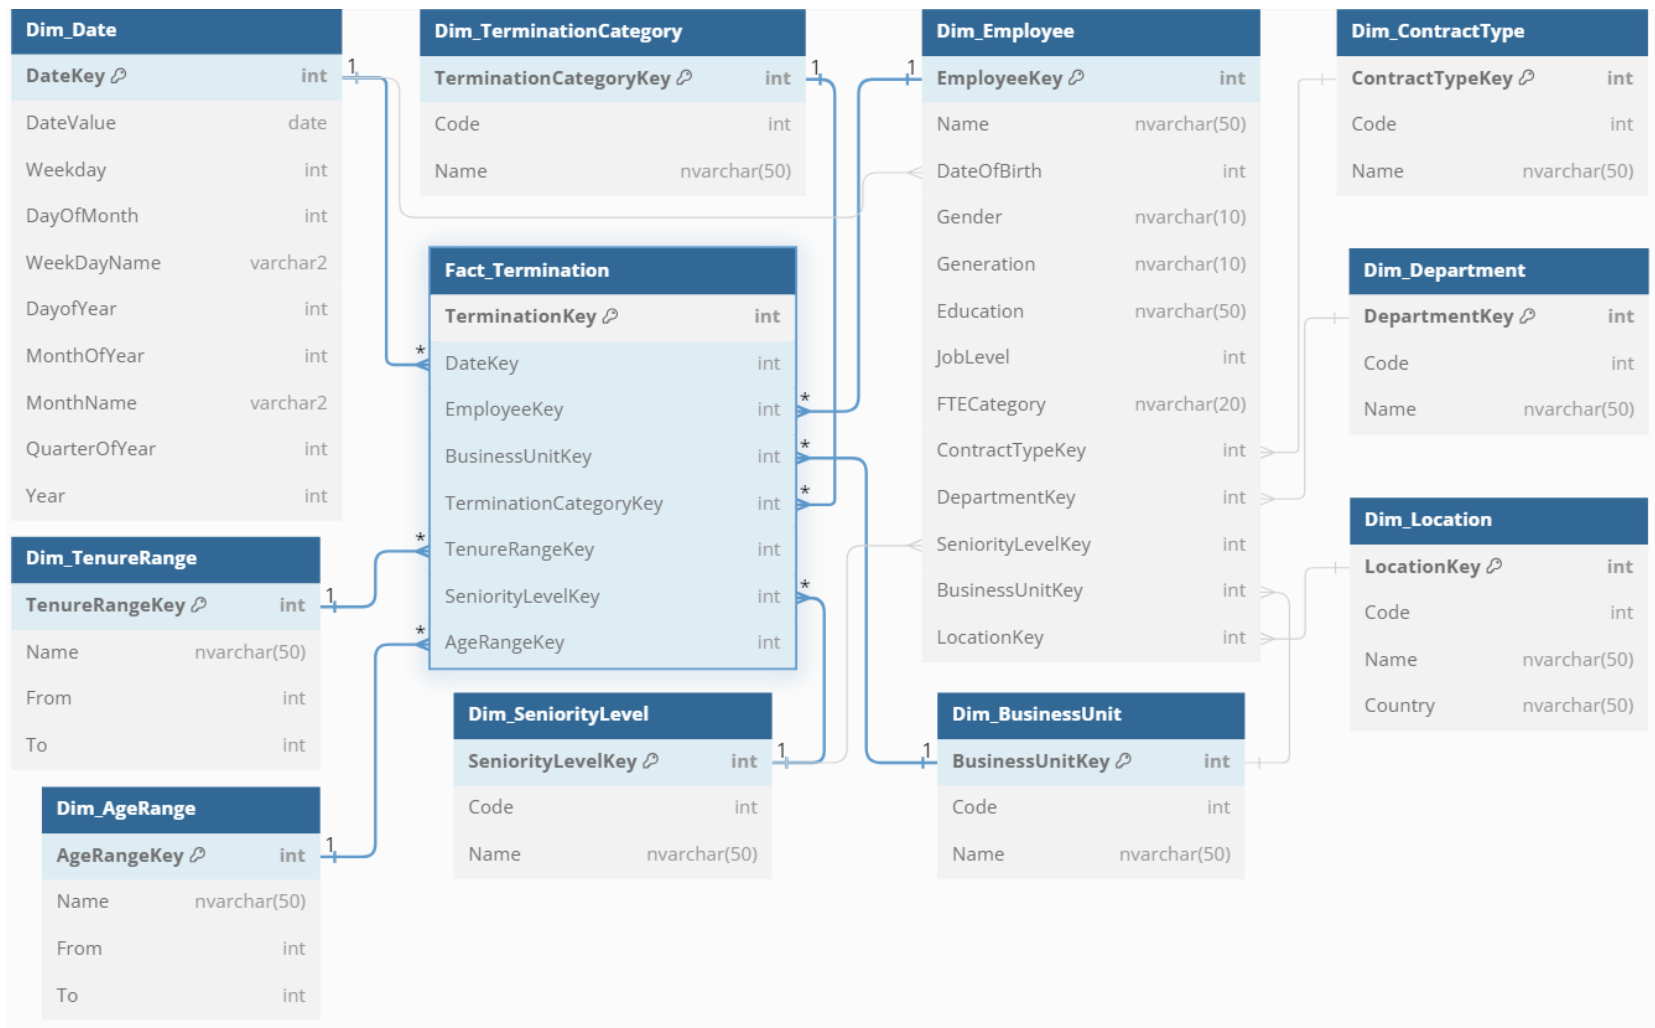 Dim_Date
DateKey int
DateValue date
Weekday int
DayOfMonth int
WeekDayName varchar2
DayofYear int
MonthOfYear int
MonthName varchar2
QuarterOfYear int
Year int
1
Dim_TerminationCategory
TerminationCategoryKey int
Code int
Name nvarchar(50)
1
Dim_Employee
1
EmployeeKey int
Name nvarchar(50)
DateOfBirth int
Gender nvarchar(10)
Generation nvarchar(10)
Education nvarchar(50)
JobLevel int
FTECategory nvarchar(20)
ContractTypeKey int
DepartmentKey int
SeniorityLevelKey int
BusinessUnitKey int
LocationKey int
Dim_ContractType
ContractTypeKey int
Code int
Name nvarchar(50)
Fact_Termination
TerminationKey int
*
DateKey int
EmployeeKey int
*
BusinessUnitKey int
*
TerminationCategoryKey int
*
*
TenureRangeKey int
SeniorityLevelKey int
*
*
AgeRangeKey int
Dim_Department
DepartmentKey int
Code int
Name nvarchar(50)
Dim_Location
LocationKey int
Code int
Name nvarchar(50)
Country nvarchar(50)
Dim_TenureRange
TenureRangeKey int
1
Name nvarchar(50)
From int
To int
Dim_SeniorityLevel
SeniorityLevelKey int
1
Code int
Name nvarchar(50)
Dim_BusinessUnit
1
BusinessUnitKey int
Code int
Name nvarchar(50)
Dim_AgeRange
AgeRangeKey int
1
Name nvarchar(50)
From int
To int